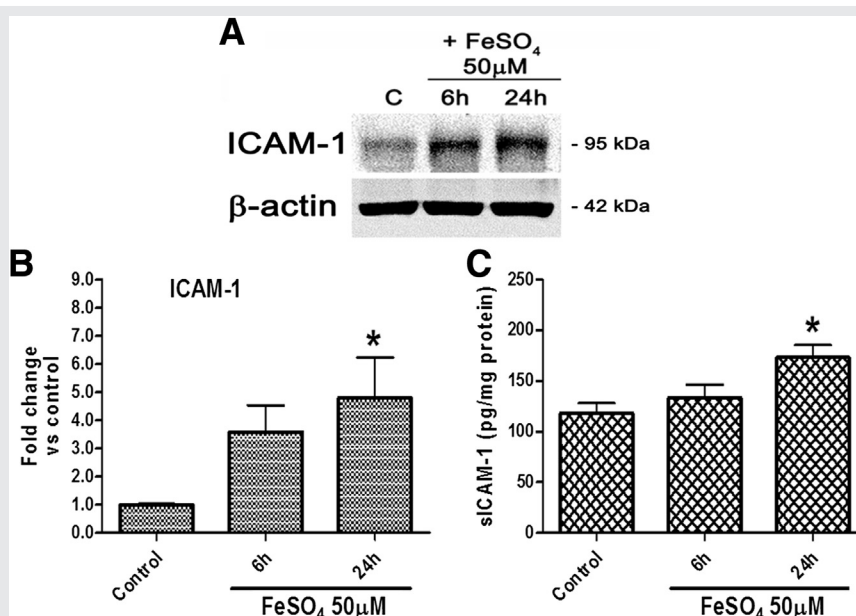 A
+ FeSO4
50µM
C 6h 24h
ICAM-1 - 95 kDa
β-actin - 42 kDa
B
ICAM-1
Fold change
vs control
9.0
8.0
7.0
6.0
5.0
4.0
3.0
2.0
1.0
0.0
*
Control 6h 24h
FeSO4 50µM
C
sICAM-1 (pg/mg protein)
250
200
150
100
50
0
*
Control 6h 24h
FeSO4 50µM